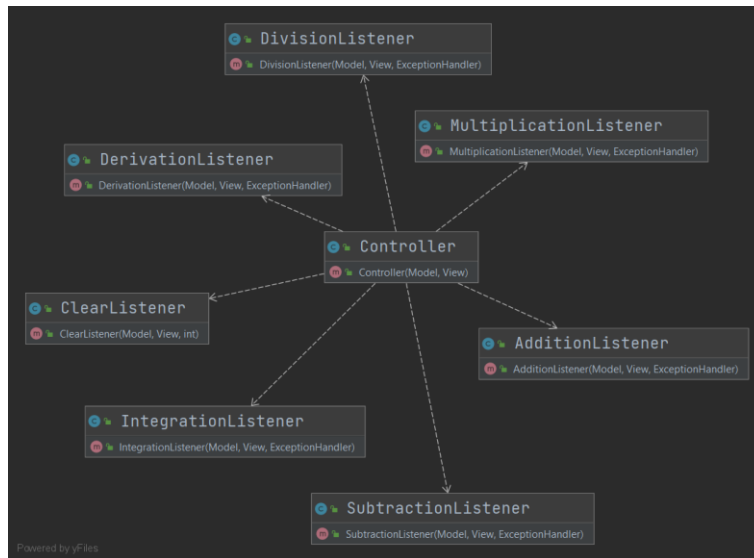 DivisionListener
DivisionListener(Model, View, ExceptionHandler)
MultiplicationListener
MultiplicationListener(Model, View, ExceptionHandler)
DerivationListener
DerivationListener(Model, View, ExceptionHandler)
Controller
Controller(Model, View)
ClearListener
ClearListener(Model, View, int)
AdditionListener
AdditionListener(Model, View, ExceptionHandler)
IntegrationListener
IntegrationListener(Model, View, ExceptionHandler)
SubtractionListener
SubtractionListener(Model, View, ExceptionHandler)
Powered by yFiles